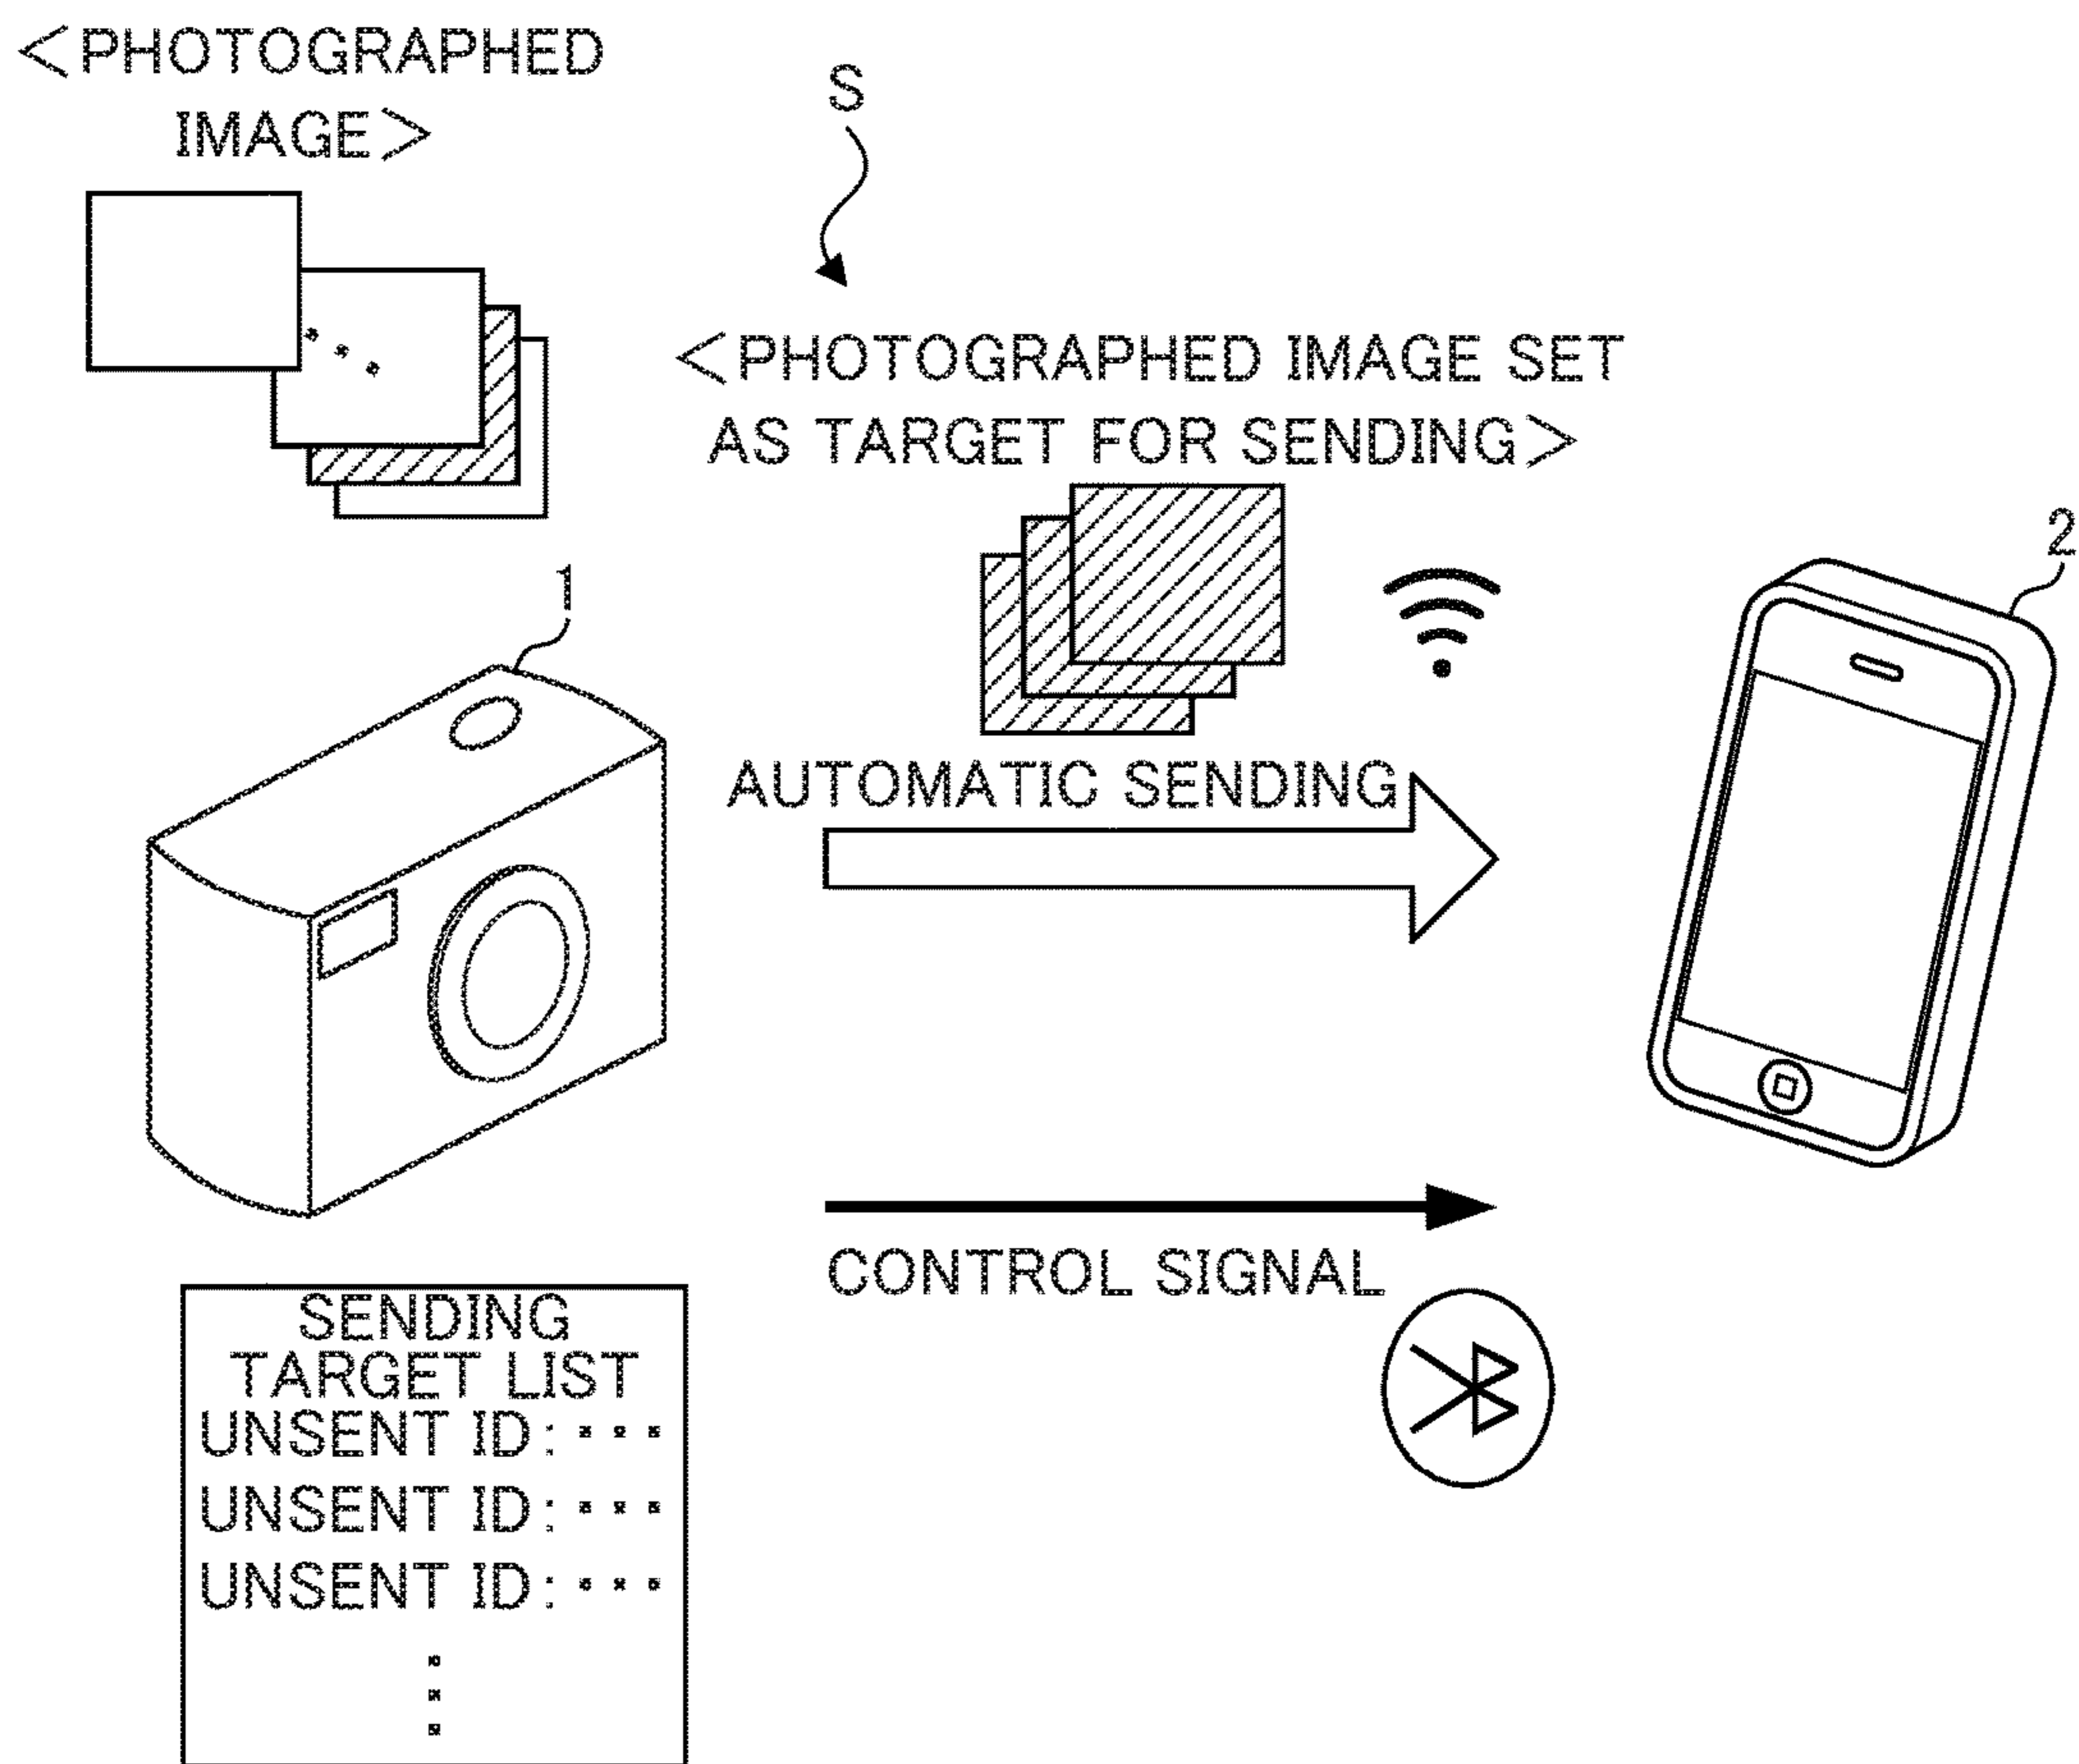 <PHOTOGRAPHED
IMAGE>
S
<PHOTOGRAPHED IMAGE SET
AS TARGET FOR SENDING>
1
2
AUTOMATIC SENDING
CONTROL SIGNAL
SENDING
TARGET LIST
UNSENT ID:・・・
UNSENT ID:・・・
UNSENT ID:・・・